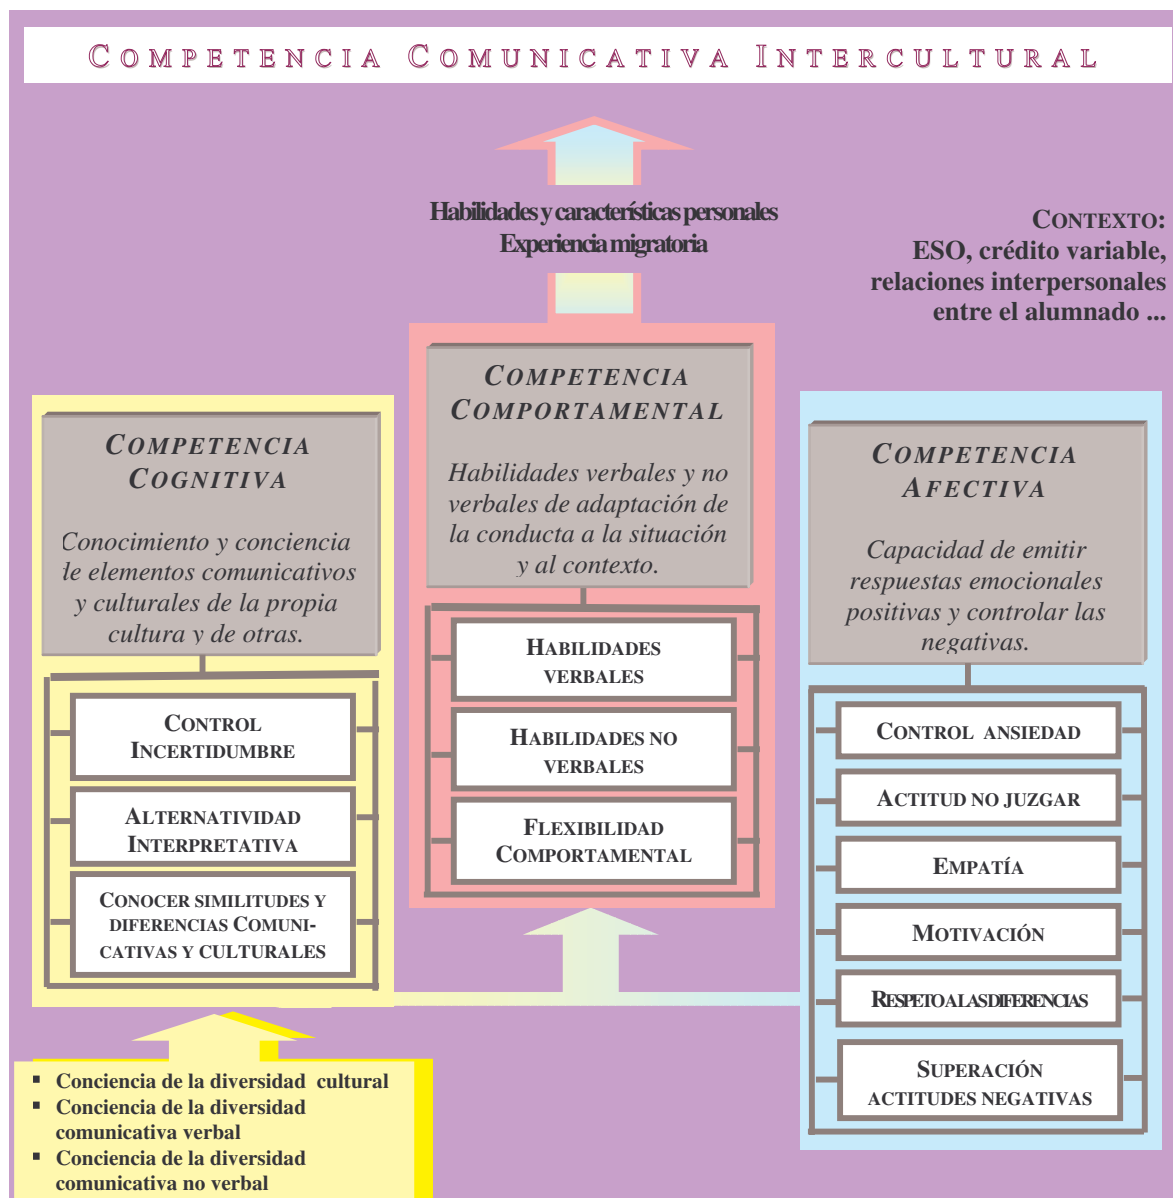 COMPETENCIA COMUNICATIVA INTERCULTURAL
Habilidades y características personales
Experiencia migratoria
CONTEXTO:
ESO, crédito variable,
relaciones interpersonales
entre el alumnado ...
COMPETENCIA
COGNITIVA
Conocimiento y conciencia
de elementos comunicativos
y culturales de la propia
cultura y de otras.
CONTROL
INCERTIDUMBRE
ALTERNATIVIDAD
INTERPRETATIVA
CONOCER SIMILITUDES Y
DIFERENCIAS COMUNI-
CATIVAS Y CULTURALES
COMPETENCIA
COMPORTAMENTAL
Habilidades verbales y no
verbales de adaptación de
la conducta a la situación
y al contexto.
HABILIDADES
VERBALES
HABILIDADES NO
VERBALES
FLEXIBILIDAD
COMPORTAMENTAL
COMPETENCIA
AFECTIVA
Capacidad de emitir
respuestas emocionales
positivas y controlar las
negativas.
CONTROL ANSIEDAD
ACTITUD NO JUZGAR
EMPATÍA
MOTIVACIÓN
RESPETO A LAS DIFERENCIAS
SUPERACIÓN
ACTITUDES NEGATIVAS
▪ Conciencia de la diversidad cultural
▪ Conciencia de la diversidad
comunicativa verbal
▪ Conciencia de la diversidad
comunicativa no verbal